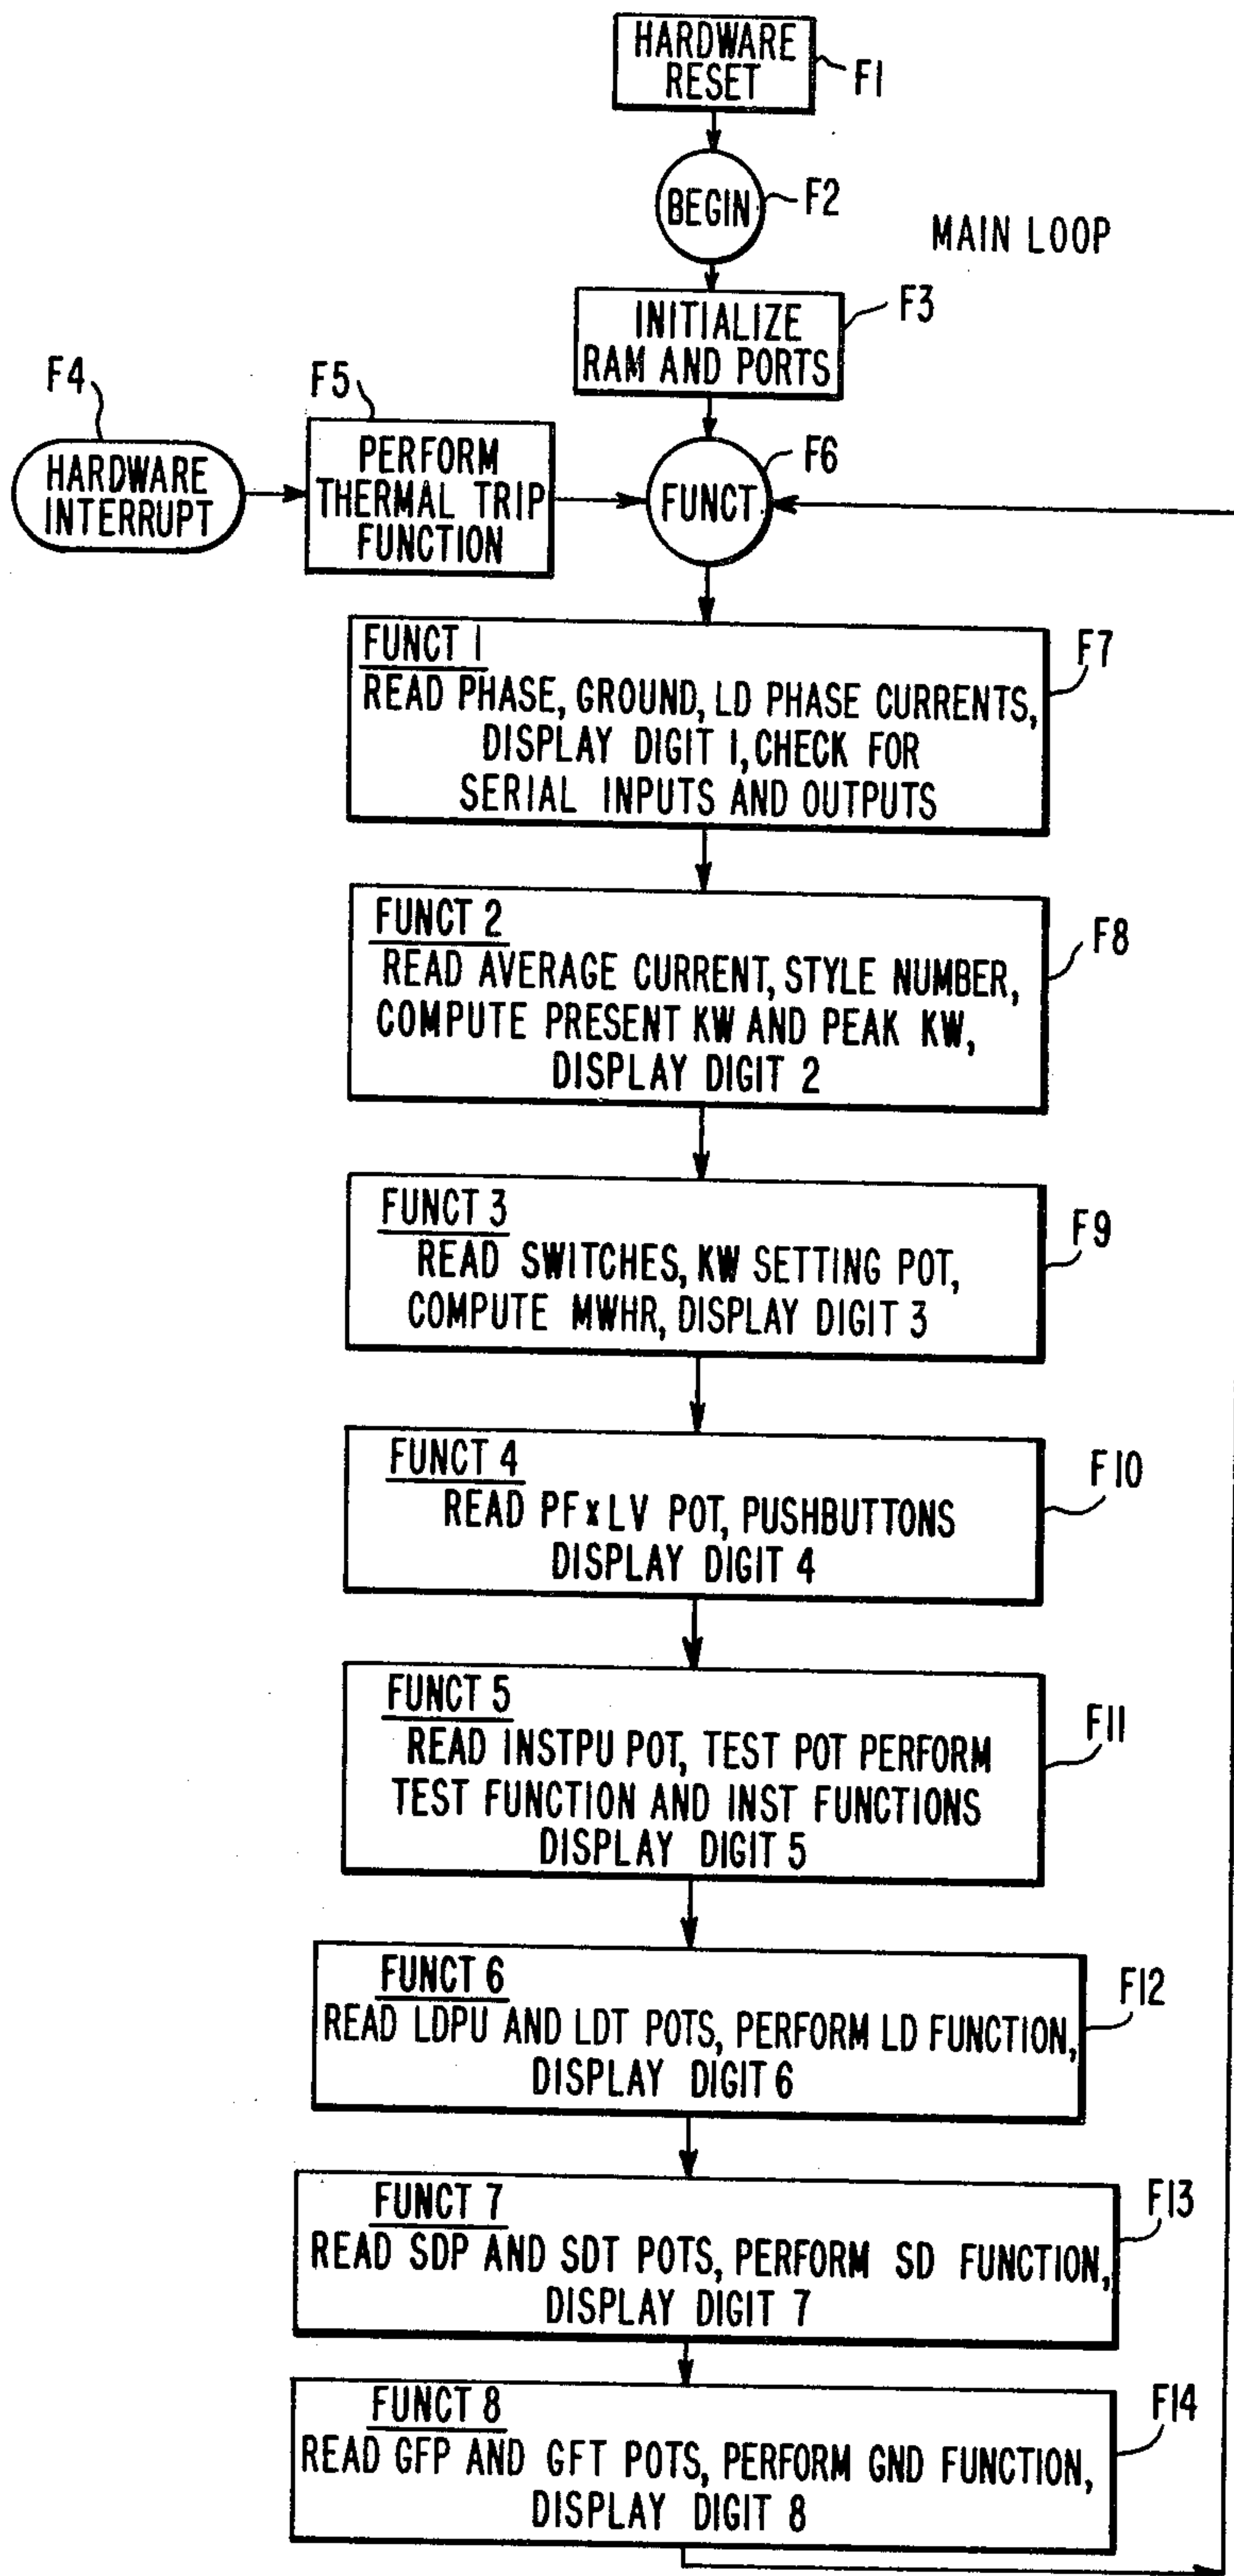 HARDWARE
RESET
F1
BEGIN
F2
MAIN LOOP
INITIALIZE
RAM AND PORTS
F3
F4
HARDWARE
INTERRUPT
F5
PERFORM
THERMAL TRIP
FUNCTION
FUNCT
F6
FUNCT 1
READ PHASE, GROUND, LD PHASE CURRENTS,
DISPLAY DIGIT 1, CHECK FOR
SERIAL INPUTS AND OUTPUTS
F7
FUNCT 2
READ AVERAGE CURRENT, STYLE NUMBER,
COMPUTE PRESENT KW AND PEAK KW,
DISPLAY DIGIT 2
F8
FUNCT 3
READ SWITCHES, KW SETTING POT,
COMPUTE MWHR, DISPLAY DIGIT 3
F9
FUNCT 4
READ PF x LV POT, PUSHBUTTONS
DISPLAY DIGIT 4
F10
FUNCT 5
READ INSTPU POT, TEST POT PERFORM
TEST FUNCTION AND INST FUNCTIONS
DISPLAY DIGIT 5
F11
FUNCT 6
READ LDPU AND LDT POTS, PERFORM LD FUNCTION,
DISPLAY DIGIT 6
F12
FUNCT 7
READ SDP AND SDT POTS, PERFORM SD FUNCTION,
DISPLAY DIGIT 7
F13
FUNCT 8
READ GFP AND GFT POTS, PERFORM GND FUNCTION,
DISPLAY DIGIT 8
F14